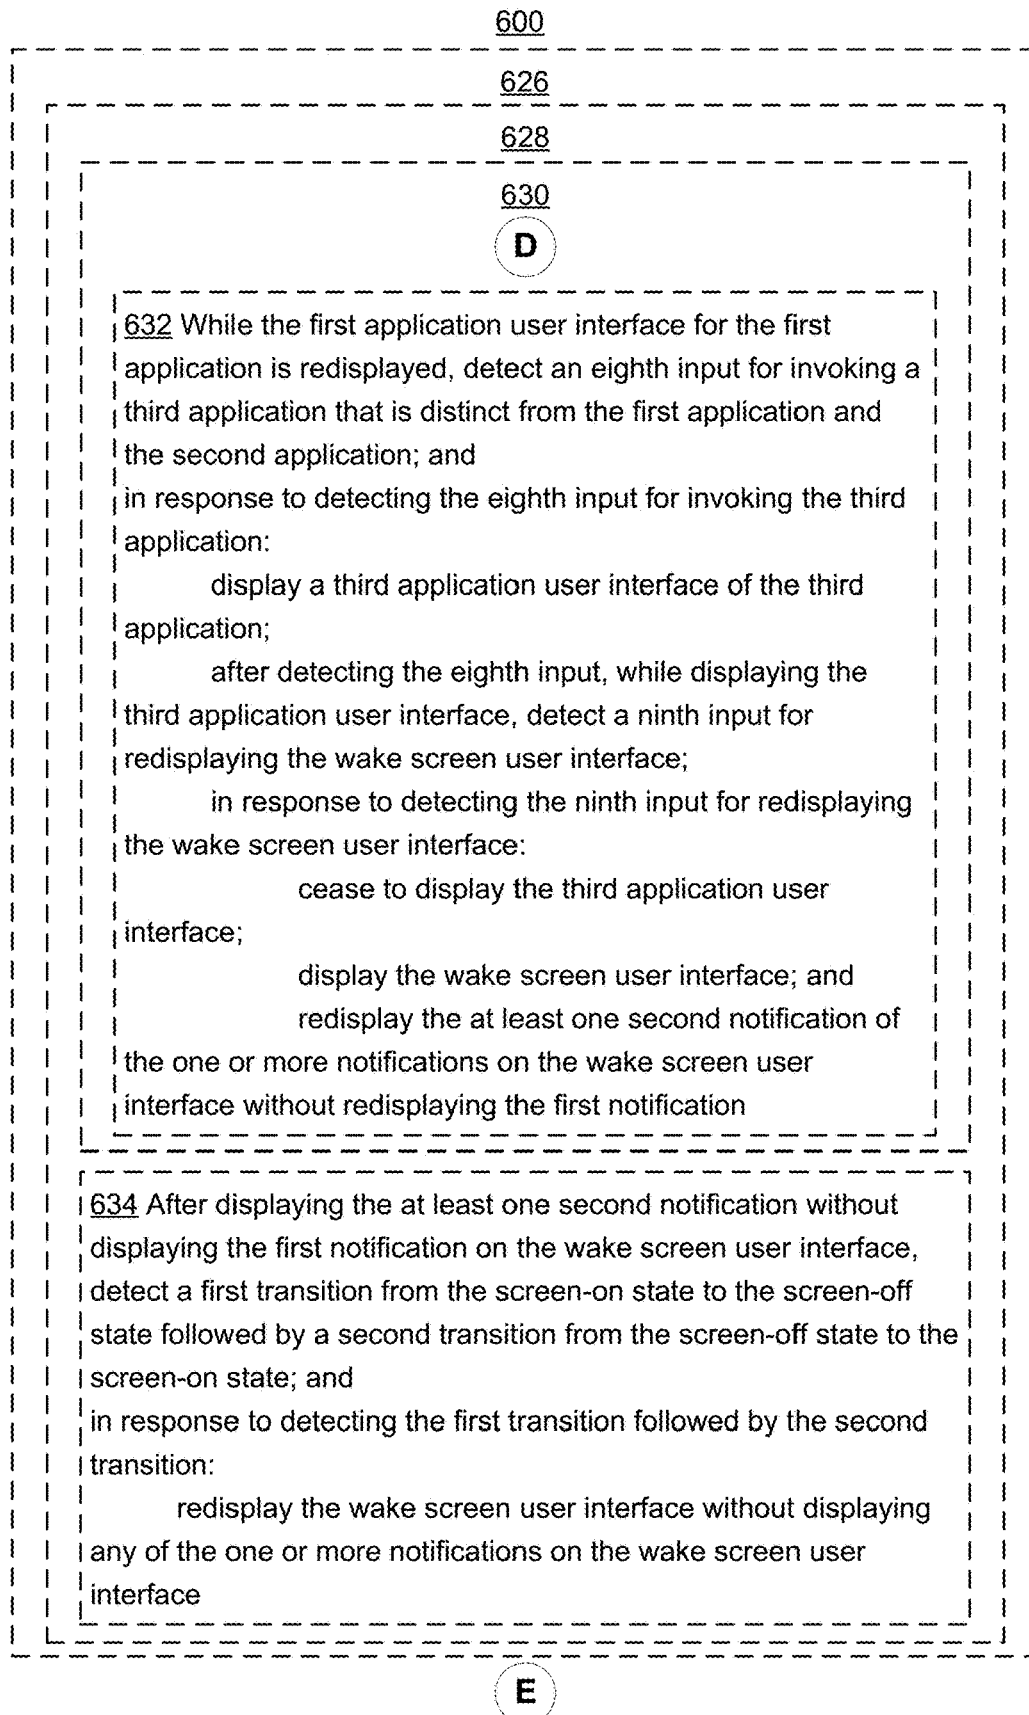 600
626
628
630
D
632 While the first application user interface for the first
application is redisplayed, detect an eighth input for invoking a
third application that is distinct from the first application and
the second application; and
in response to detecting the eighth input for invoking the third
application:
display a third application user interface of the third
application;
after detecting the eighth input, while displaying the
third application user interface, detect a ninth input for
redisplaying the wake screen user interface;
in response to detecting the ninth input for redisplaying
the wake screen user interface:
cease to display the third application user
interface;
display the wake screen user interface; and
redisplay the at least one second notification of
the one or more notifications on the wake screen user
interface without redisplaying the first notification
634 After displaying the at least one second notification without
displaying the first notification on the wake screen user interface,
detect a first transition from the screen-on state to the screen-off
state followed by a second transition from the screen-off state to the
screen-on state; and
in response to detecting the first transition followed by the second
transition:
redisplay the wake screen user interface without displaying
any of the one or more notifications on the wake screen user
interface
E